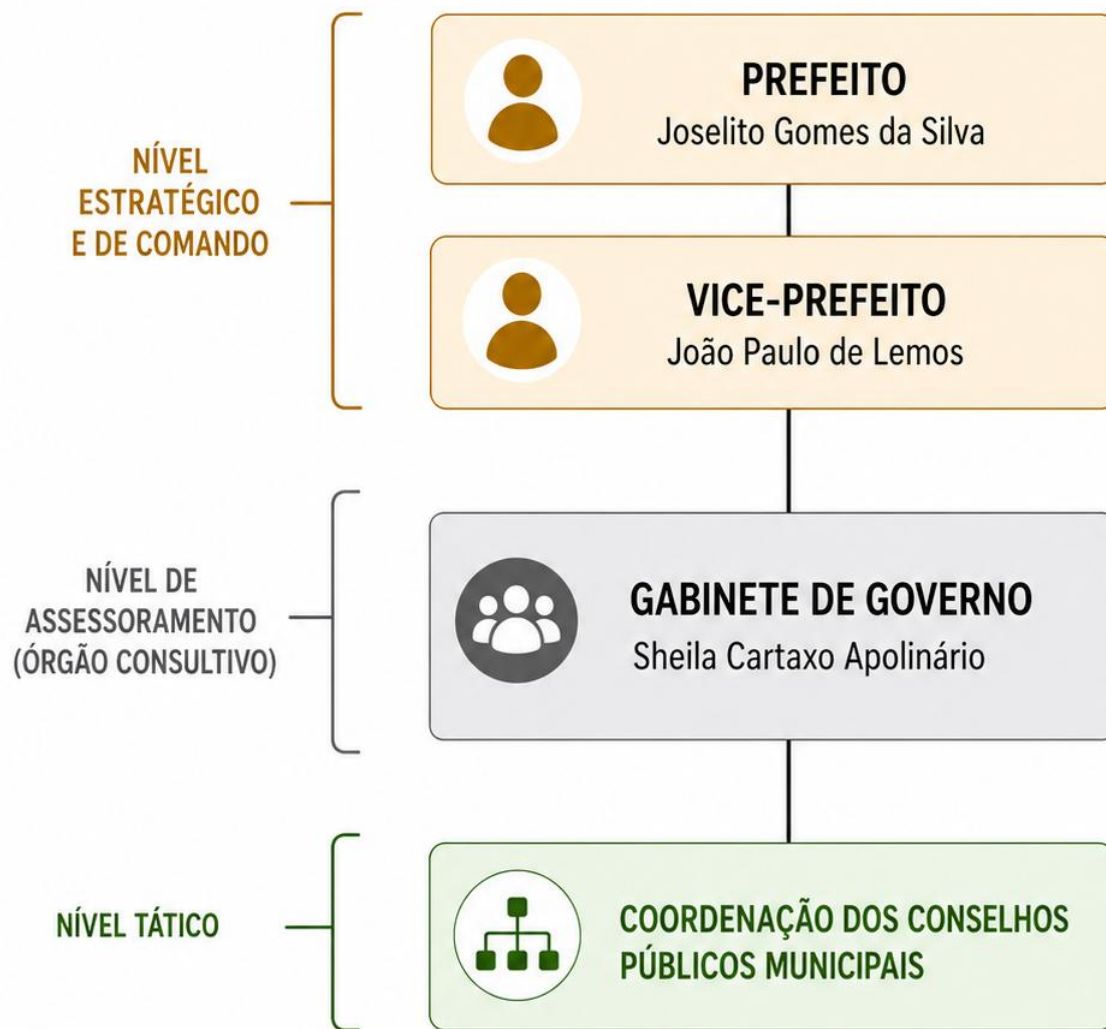 PREFEITO
Joselito Gomes da Silva
NÍVEL
ESTRATÉGICO
E DE COMANDO
VICE-PREFEITO
João Paulo de Lemos
NÍVEL DE
ASSESSORAMENTO
(ÓRGÃO CONSULTIVO)
GABINETE DE GOVERNO
Sheila Cartaxo Apolinário
NÍVEL TÁTICO
COORDENAÇÃO DOS CONSELHOS
PÚBLICOS MUNICIPAIS